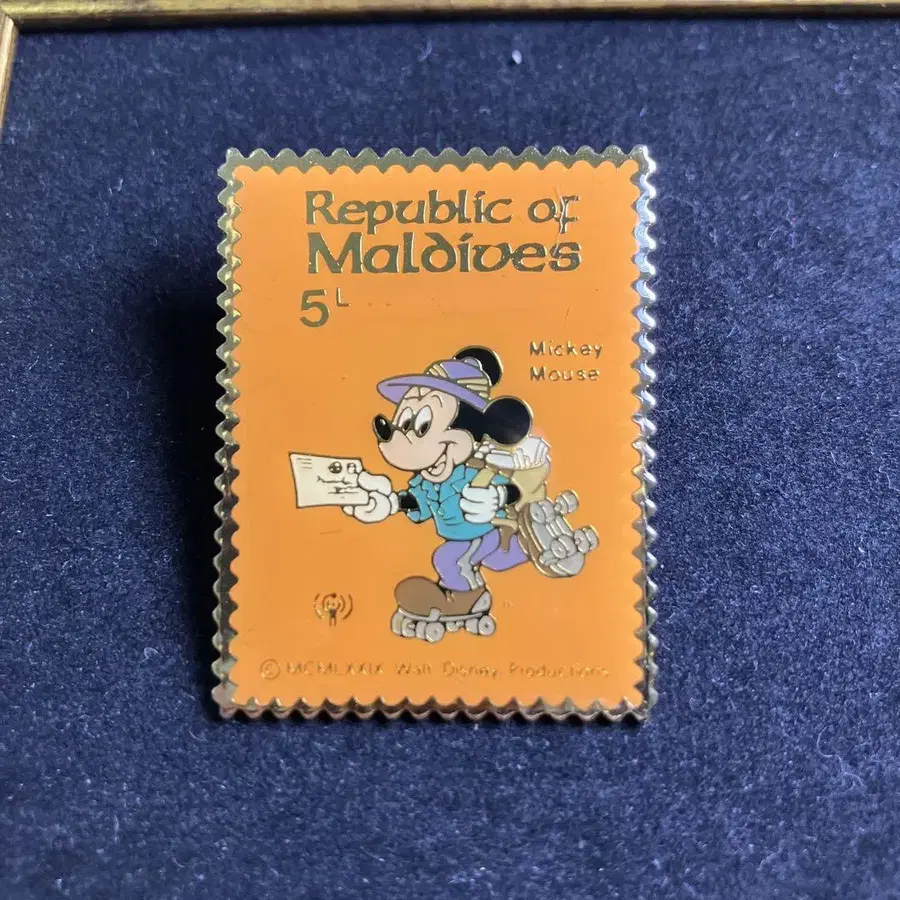 Republic of
Maldives
5L
Mickey
Mouse
© MCMLXXIX Walt Disney Productions